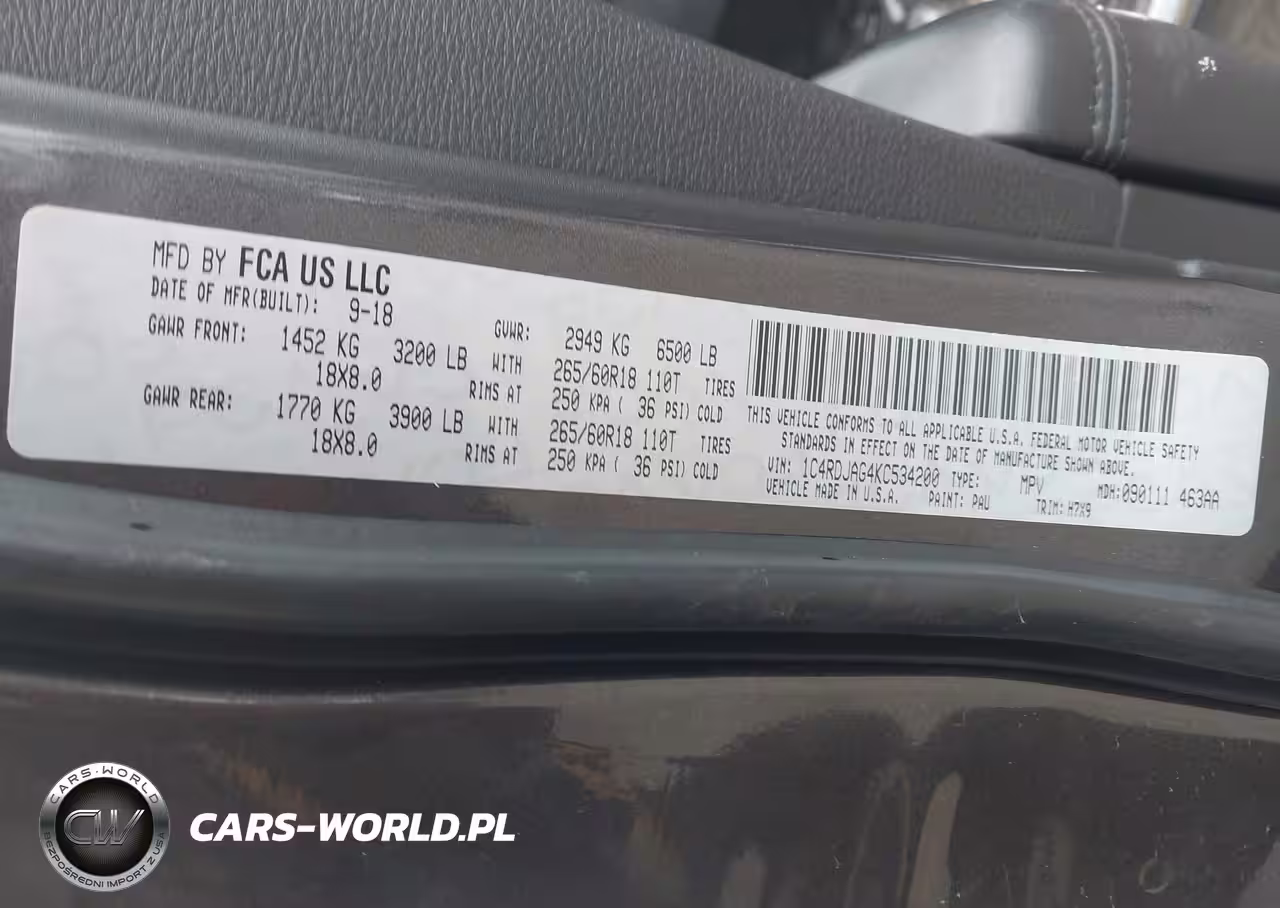 MFD BY FCA US LLC
DATE OF MFR(BUILT): 9-18
GVWR: 2949 KG 6500 LB
GAWR FRONT: 1452 KG 3200 LB WITH 265/60R18 110T TIRES
18X8.0 RIMS AT 250 KPA ( 36 PSI) COLD
GAWR REAR: 1770 KG 3900 LB WITH 265/60R18 110T TIRES
18X8.0 RIMS AT 250 KPA ( 36 PSI) COLD
THIS VEHICLE CONFORMS TO ALL APPLICABLE U.S.A. FEDERAL MOTOR VEHICLE SAFETY
STANDARDS IN EFFECT ON THE DATE OF MANUFACTURE SHOWN ABOVE.
VIN: 1C4RDJAG4KC534200 TYPE: MPV MDH:090111 463AA
VEHICLE MADE IN U.S.A. PAINT: PAU TRIM: H7X9
CARS-WORLD
CW
BEZPOŚREDNI IMPORT Z USA
CARS-WORLD.PL